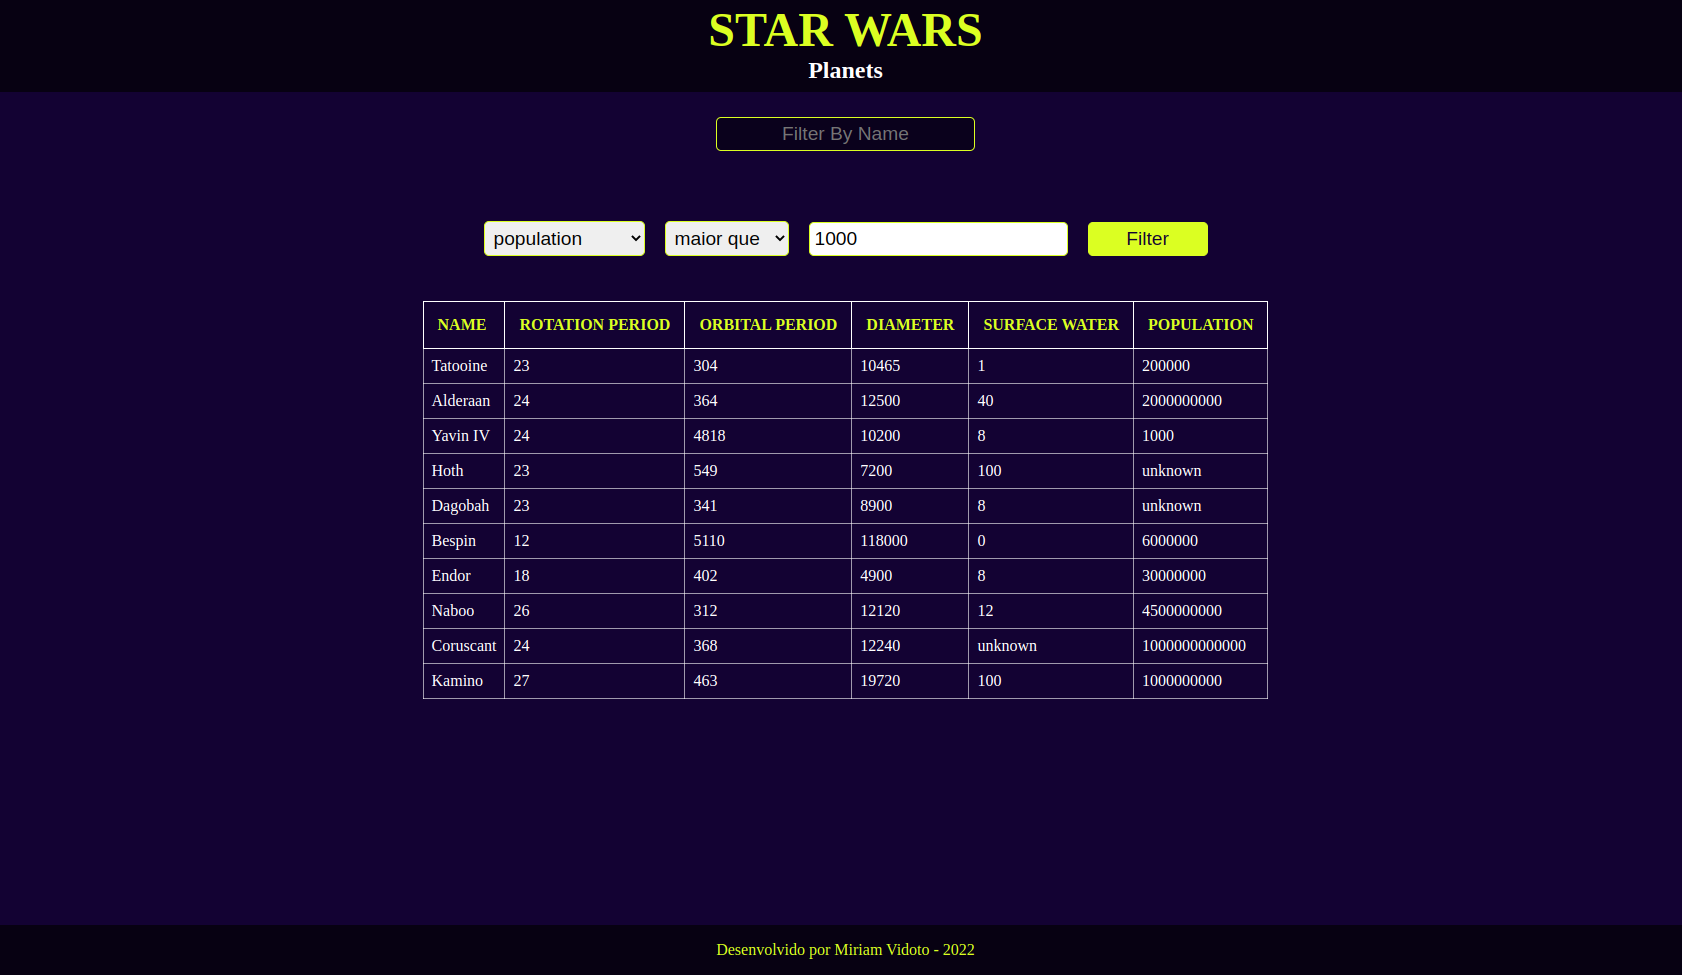 STAR WARS
Planets
Filter By Name
population maior que 1000 Filter
NAME ROTATION PERIOD ORBITAL PERIOD DIAMETER SURFACE WATER POPULATION
Tatooine 23 304 10465 1 200000
Alderaan 24 364 12500 40 2000000000
Yavin IV 24 4818 10200 8 1000
Hoth 23 549 7200 100 unknown
Dagobah 23 341 8900 8 unknown
Bespin 12 5110 118000 0 6000000
Endor 18 402 4900 8 30000000
Naboo 26 312 12120 12 4500000000
Coruscant 24 368 12240 unknown 1000000000000
Kamino 27 463 19720 100 1000000000
Desenvolvido por Miriam Vidoto - 2022